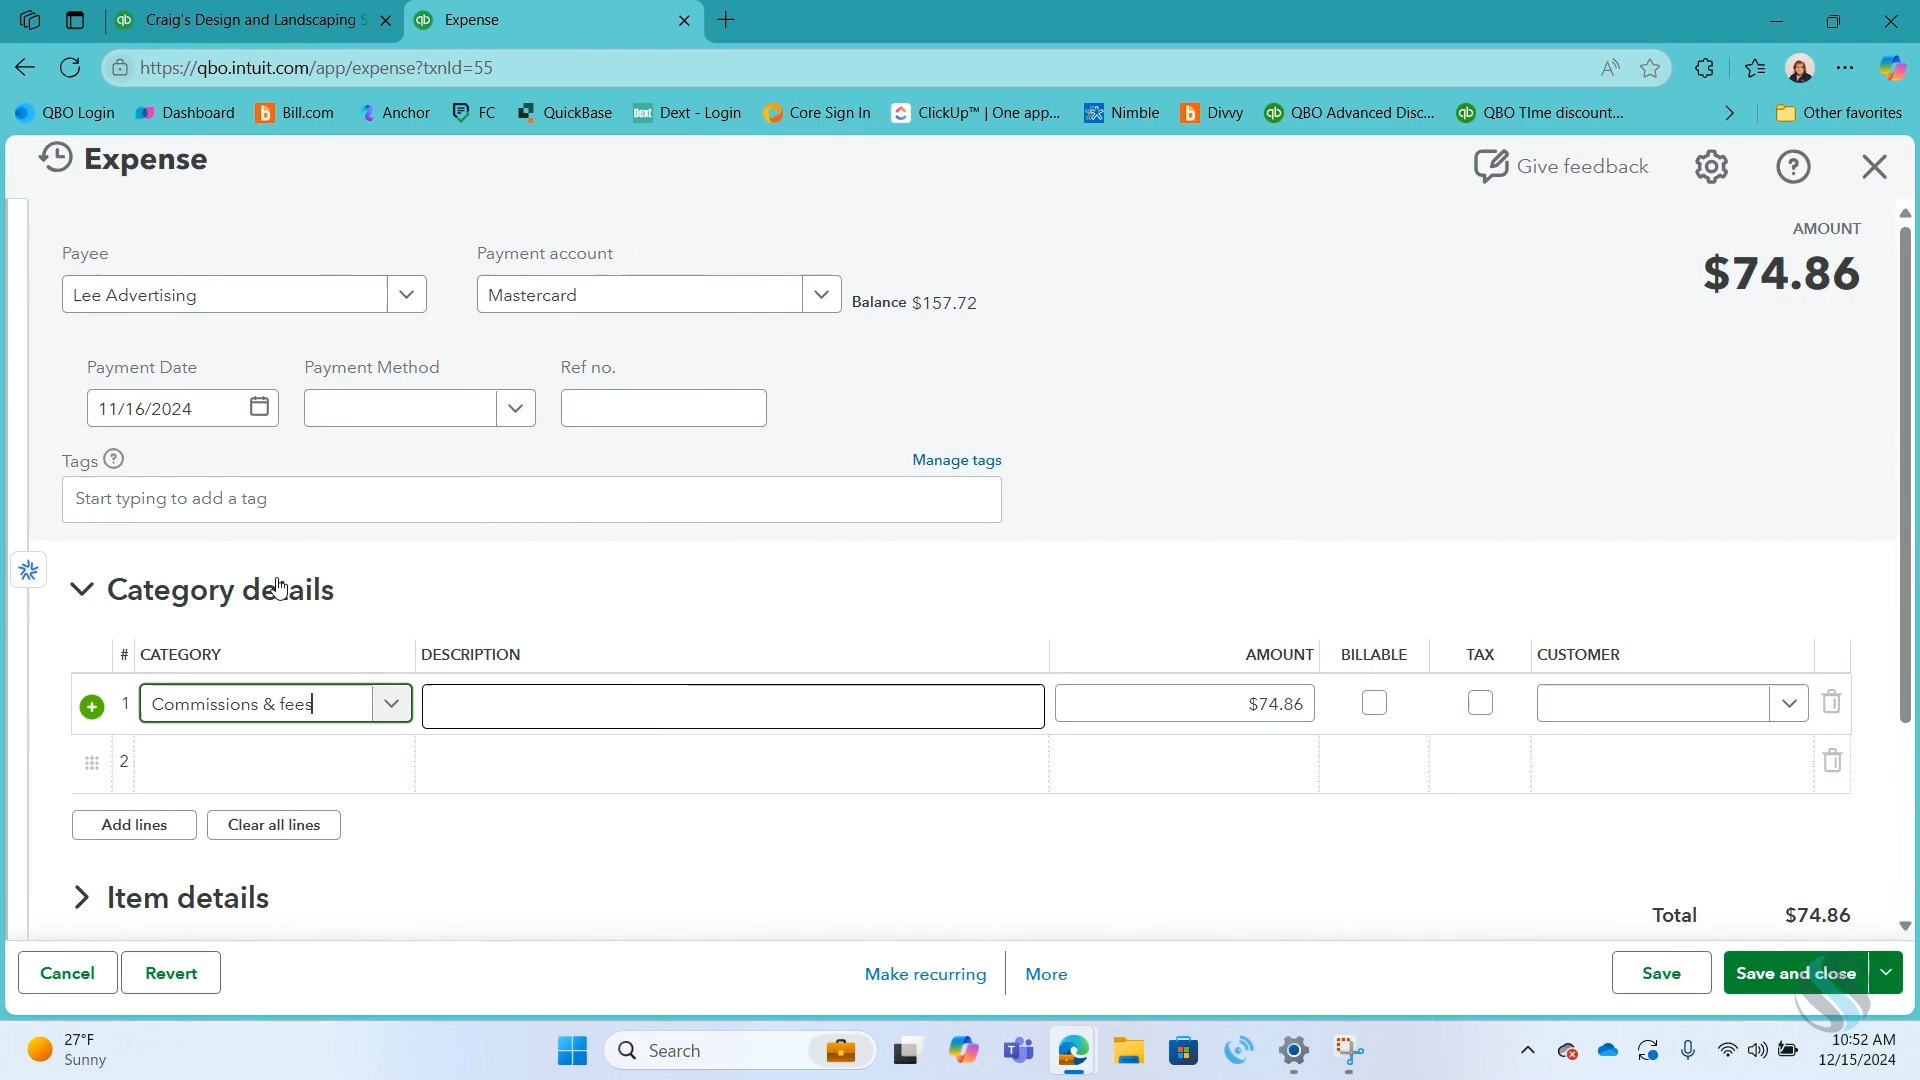 Craig's Design and Landscaping S
Expense
https://qbo.intuit.com/app/expense?txnId=55
QBO Login
Dashboard
Bill.com
Anchor
FC
QuickBase
Dext - Login
Core Sign In
ClickUp™ | One app...
Nimble
Divvy
QBO Advanced Disc...
QBO TIme discount...
Other favorites
Expense
Give feedback
AMOUNT
$74.86
Payee
Payment account
Lee Advertising
Mastercard
Balance $157.72
Payment Date
Payment Method
Ref no.
11/16/2024
Tags
Manage tags
Start typing to add a tag
Category details
# CATEGORY DESCRIPTION AMOUNT BILLABLE TAX CUSTOMER
1 Commissions & fees $74.86
2
Add lines
Clear all lines
Item details
Total $74.86
Cancel
Revert
Make recurring
More
Save
Save and close
27°F
Sunny
Search
10:52 AM
12/15/2024